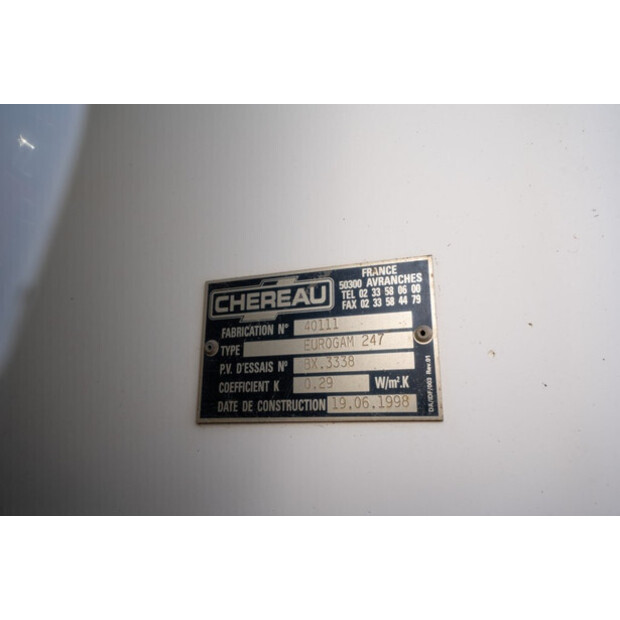 CHEREAU
FRANCE
50300 AVRANCHES
TEL 02 33 58 06 00
FAX 02 33 58 44 79
FABRICATION N° 40111
TYPE EUROGAM 247
P.V. D'ESSAIS N° BX.3338
COEFFICIENT K 0.29 W/m².K
DATE DE CONSTRUCTION 19.06.1998